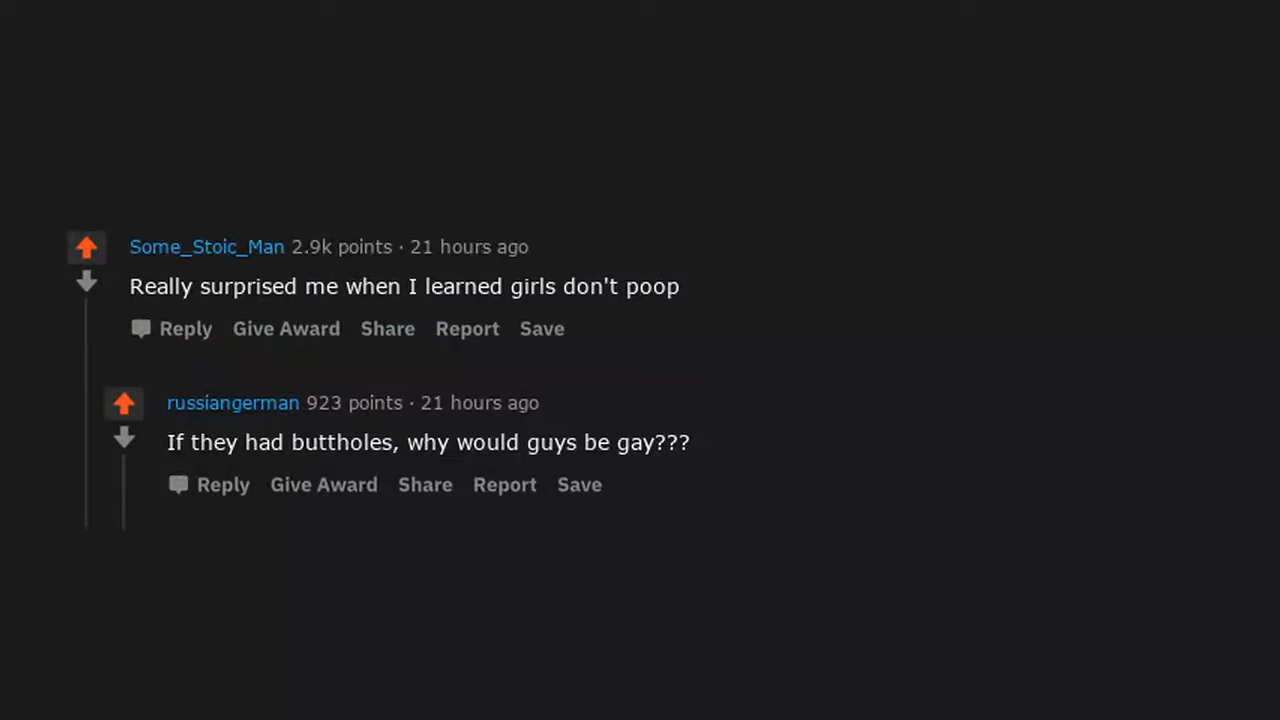 Some_Stoic_Man 2.9k points · 21 hours ago
Really surprised me when I learned girls don't poop
Reply Give Award Share Report Save
russiangerman 923 points · 21 hours ago
If they had buttholes, why would guys be gay???
Reply Give Award Share Report Save